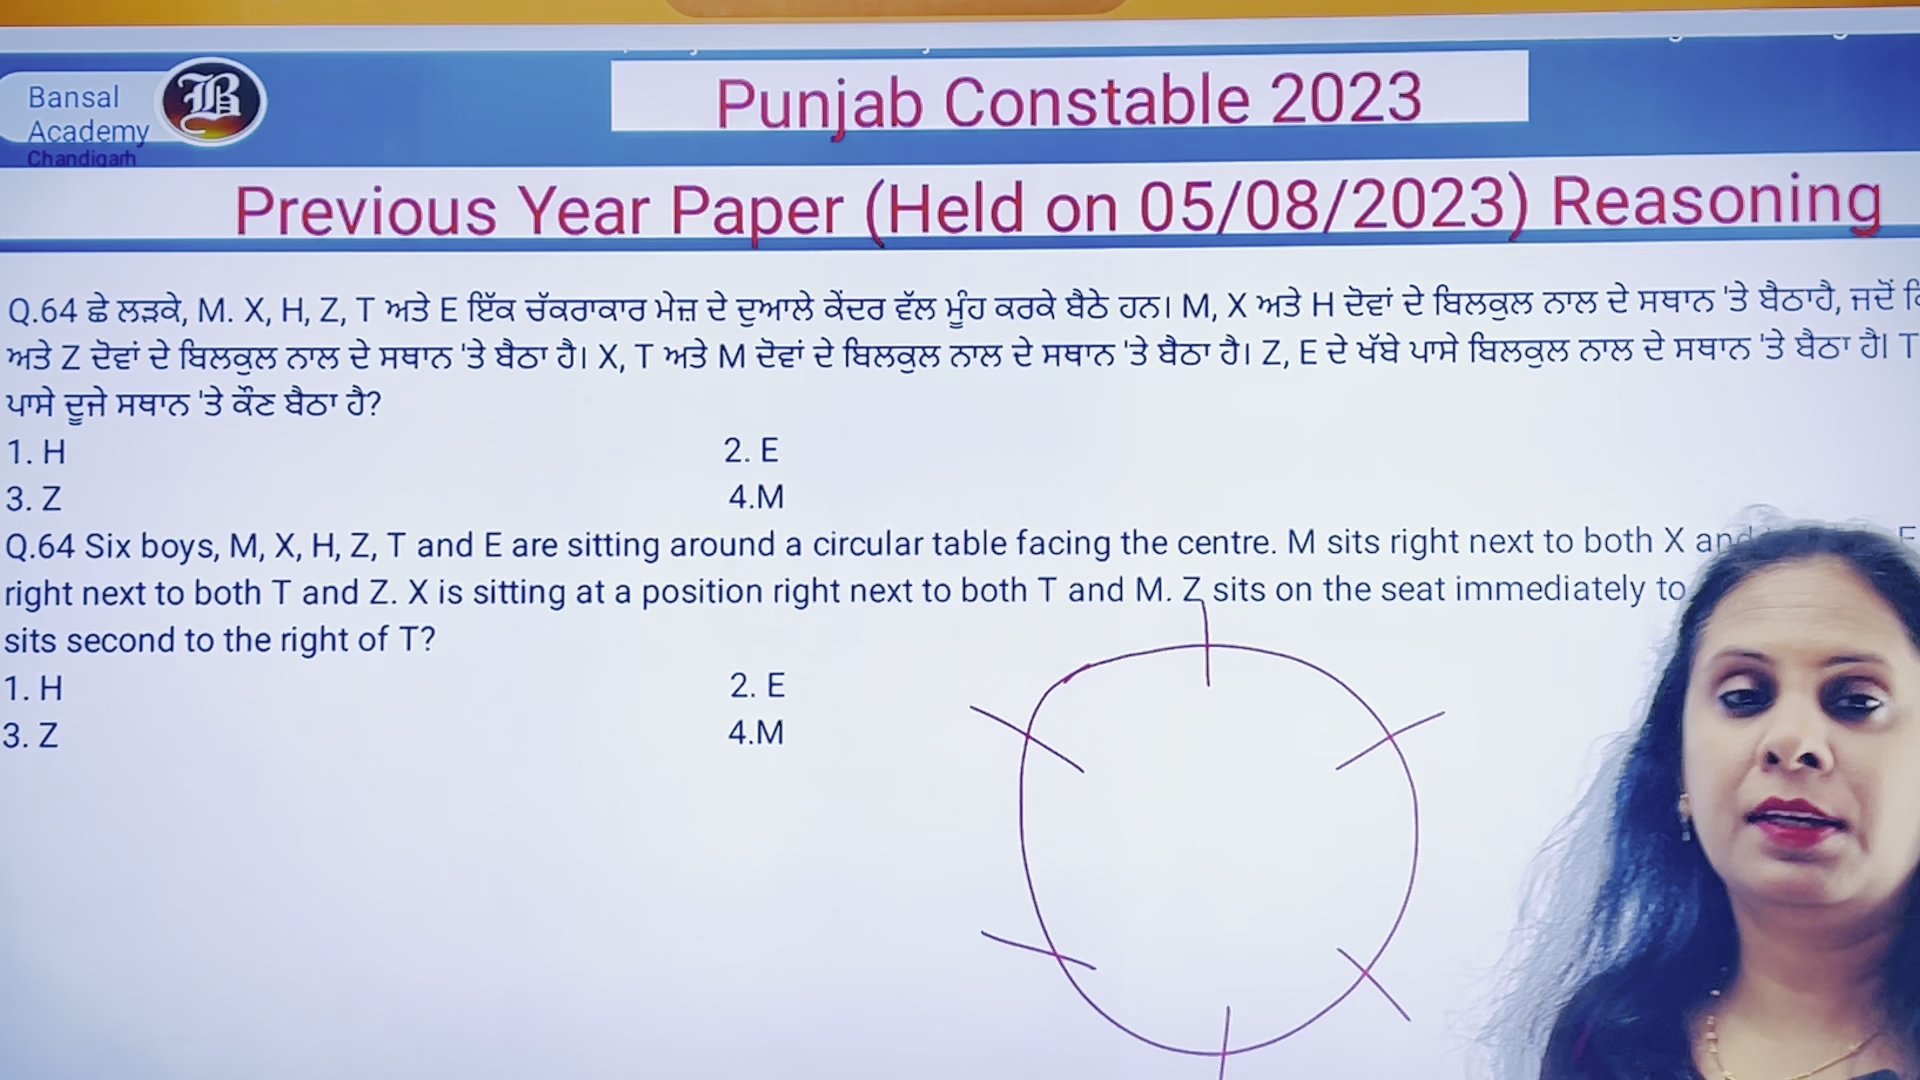 Bansal
Academy
Chandigarh
B
Punjab Constable 2023
Previous Year Paper (Held on 05/08/2023) Reasoning
Q.64 ਛੇ ਲੜਕੇ, M. X, H, Z, T ਅਤੇ E ਇੱਕ ਚੱਕਰਾਕਾਰ ਮੇਜ਼ ਦੇ ਦੁਆਲੇ ਕੇਂਦਰ ਵੱਲ ਮੂੰਹ ਕਰਕੇ ਬੈਠੇ ਹਨ। M, X ਅਤੇ H ਦੋਵਾਂ ਦੇ ਬਿਲਕੁਲ ਨਾਲ ਦੇ ਸਥਾਨ 'ਤੇ ਬੈਠਾਹੈ, ਜਦੋਂ
ਅਤੇ Z ਦੋਵਾਂ ਦੇ ਬਿਲਕੁਲ ਨਾਲ ਦੇ ਸਥਾਨ 'ਤੇ ਬੈਠਾ ਹੈ। X, T ਅਤੇ M ਦੋਵਾਂ ਦੇ ਬਿਲਕੁਲ ਨਾਲ ਦੇ ਸਥਾਨ 'ਤੇ ਬੈਠਾ ਹੈ। Z, E ਦੇ ਖੱਬੇ ਪਾਸੇ ਬਿਲਕੁਲ ਨਾਲ ਦੇ ਸਥਾਨ 'ਤੇ ਬੈਠਾ ਹੈ। T
ਪਾਸੇ ਦੂਜੇ ਸਥਾਨ 'ਤੇ ਕੌਣ ਬੈਠਾ ਹੈ?
1. H 2. E
3. Z 4.M
Q.64 Six boys, M, X, H, Z, T and E are sitting around a circular table facing the centre. M sits right next to both X and
right next to both T and Z. X is sitting at a position right next to both T and M. Z sits on the seat immediately to
sits second to the right of T?
1. H 2. E
3. Z 4.M